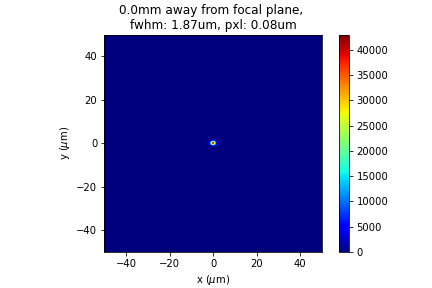 0.0mm away from focal plane,
fwhm: 1.87um, pxl: 0.08um
40
20
0
−20
−40
y (μm)
−40 −20 0 20 40
x (μm)
40000
35000
30000
25000
20000
15000
10000
5000
0